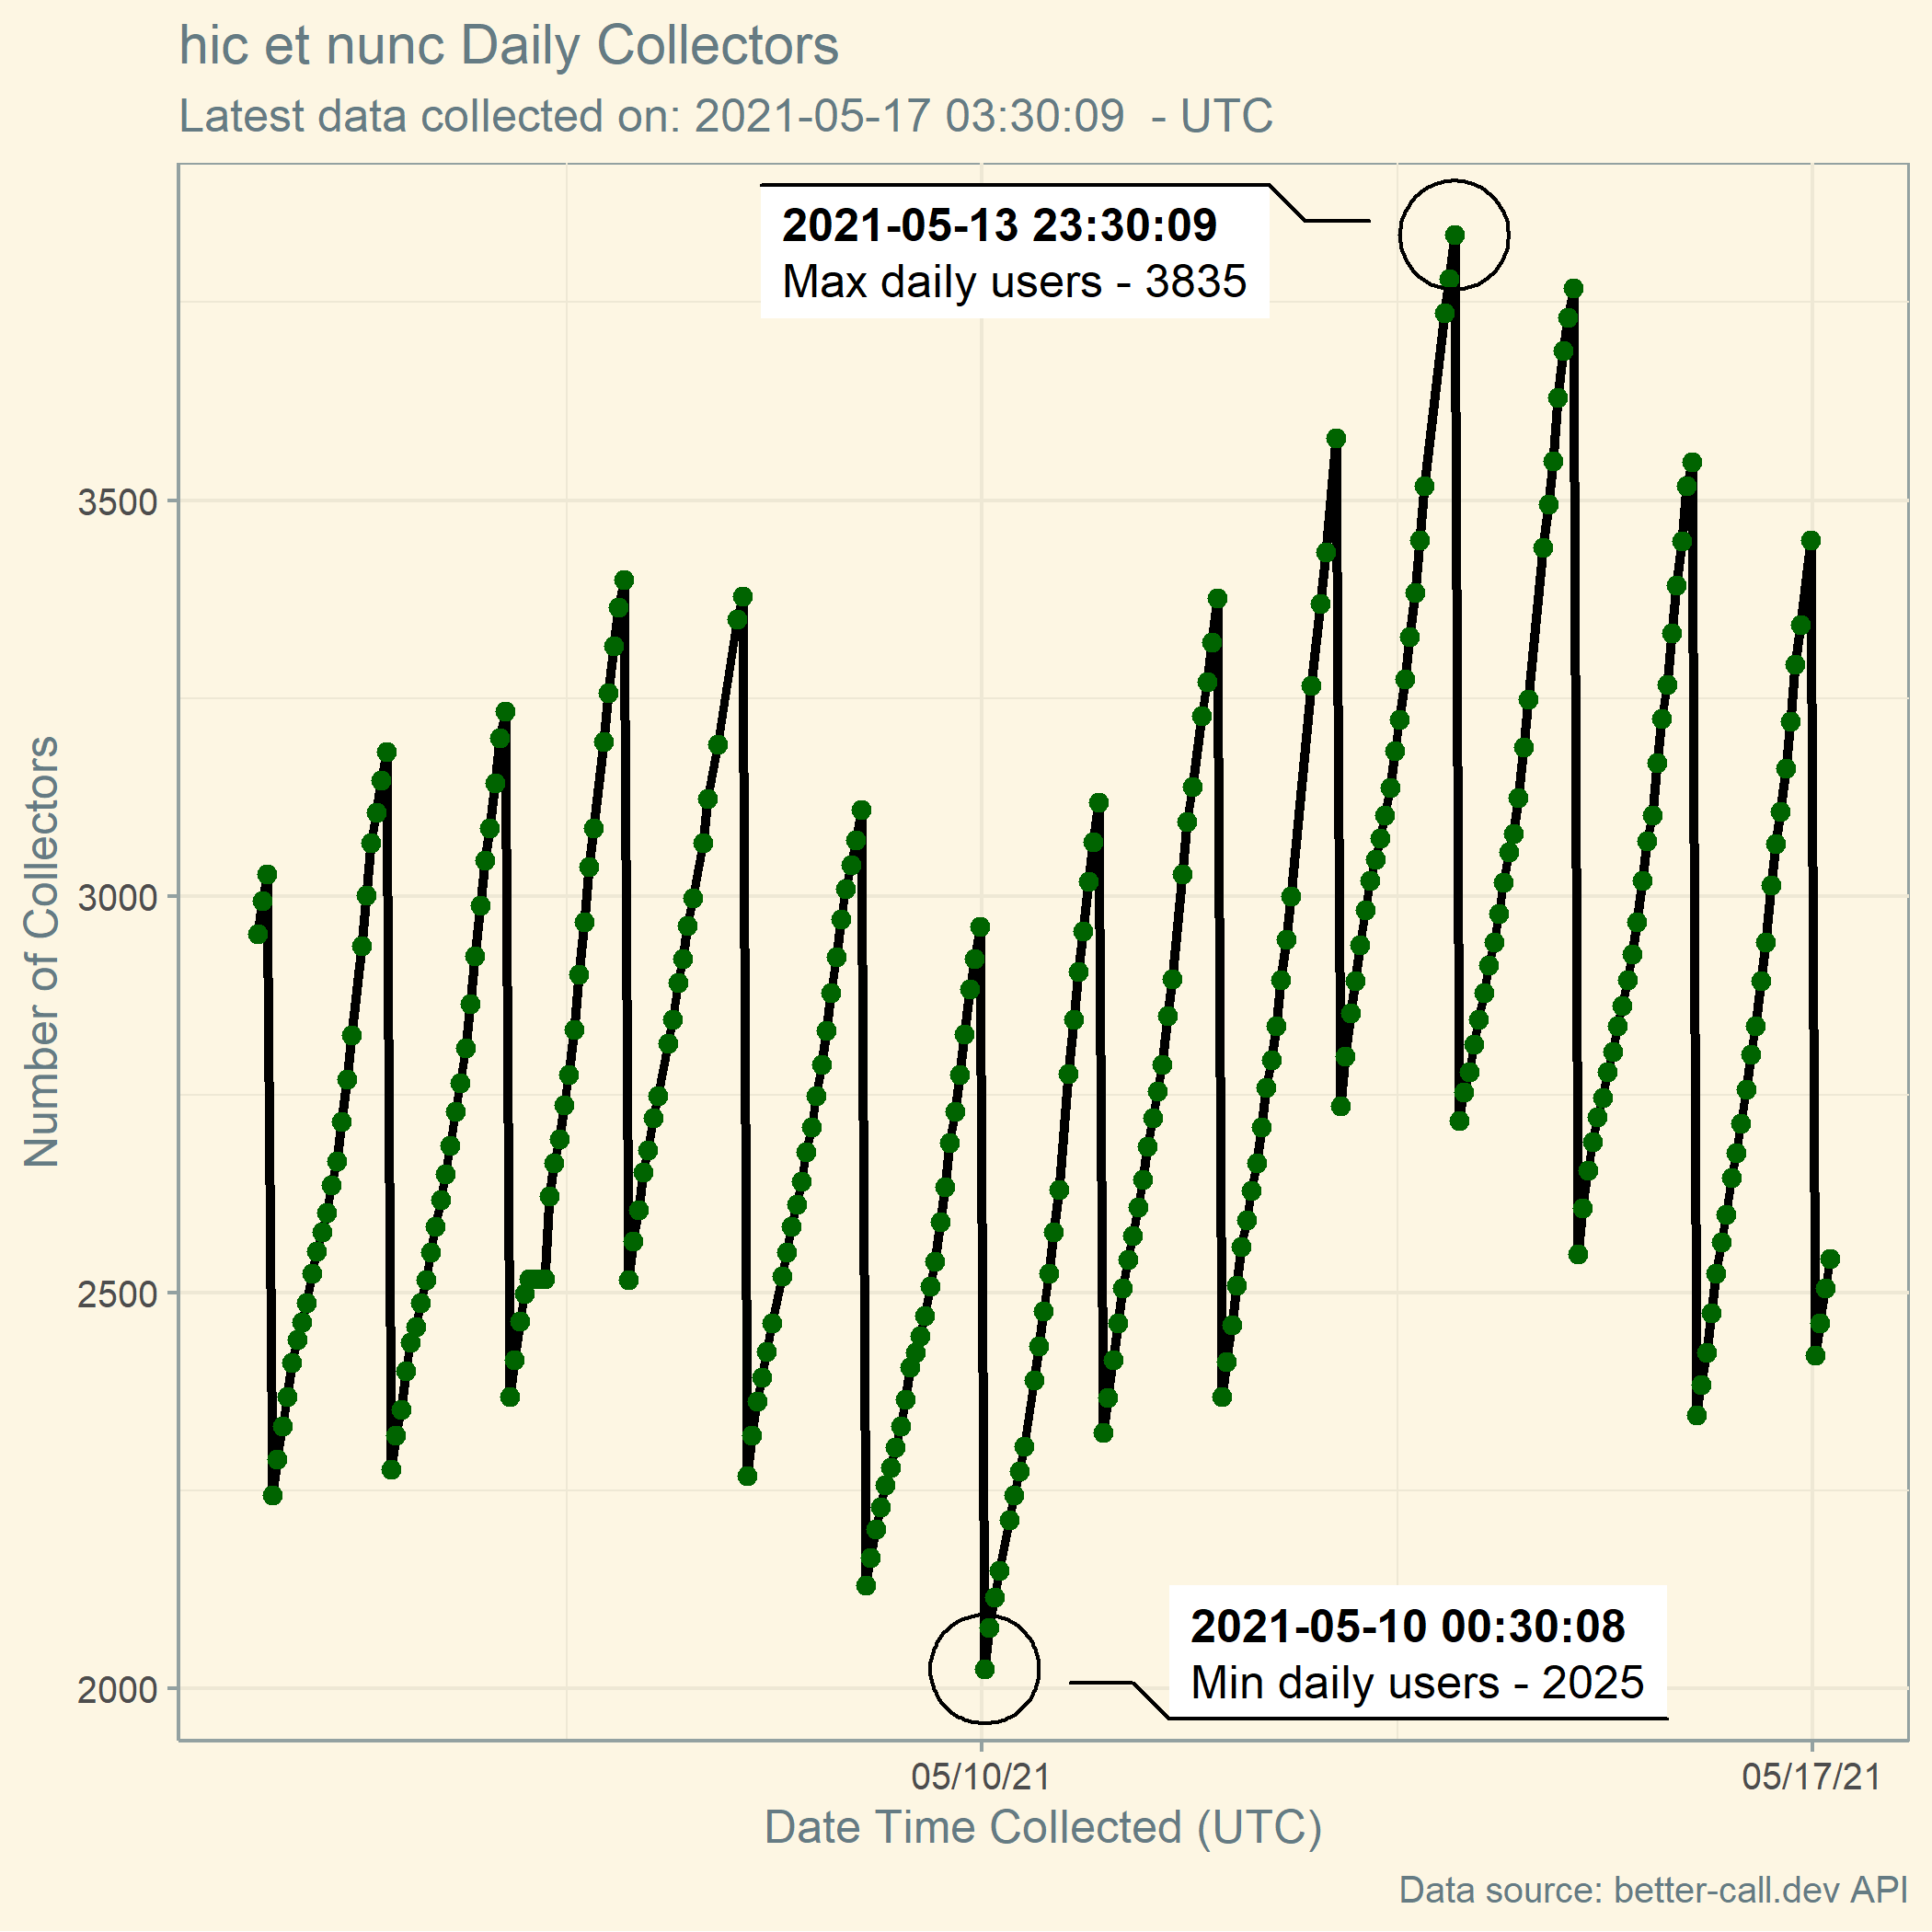 hic et nunc Daily Collectors
Latest data collected on: 2021-05-17 03:30:09  - UTC
2021-05-13 23:30:09
Max daily users - 3835
3500
3000
2500
2000
Number of Collectors
2021-05-10 00:30:08
Min daily users - 2025
05/10/21
05/17/21
Date Time Collected (UTC)
Data source: better-call.dev API